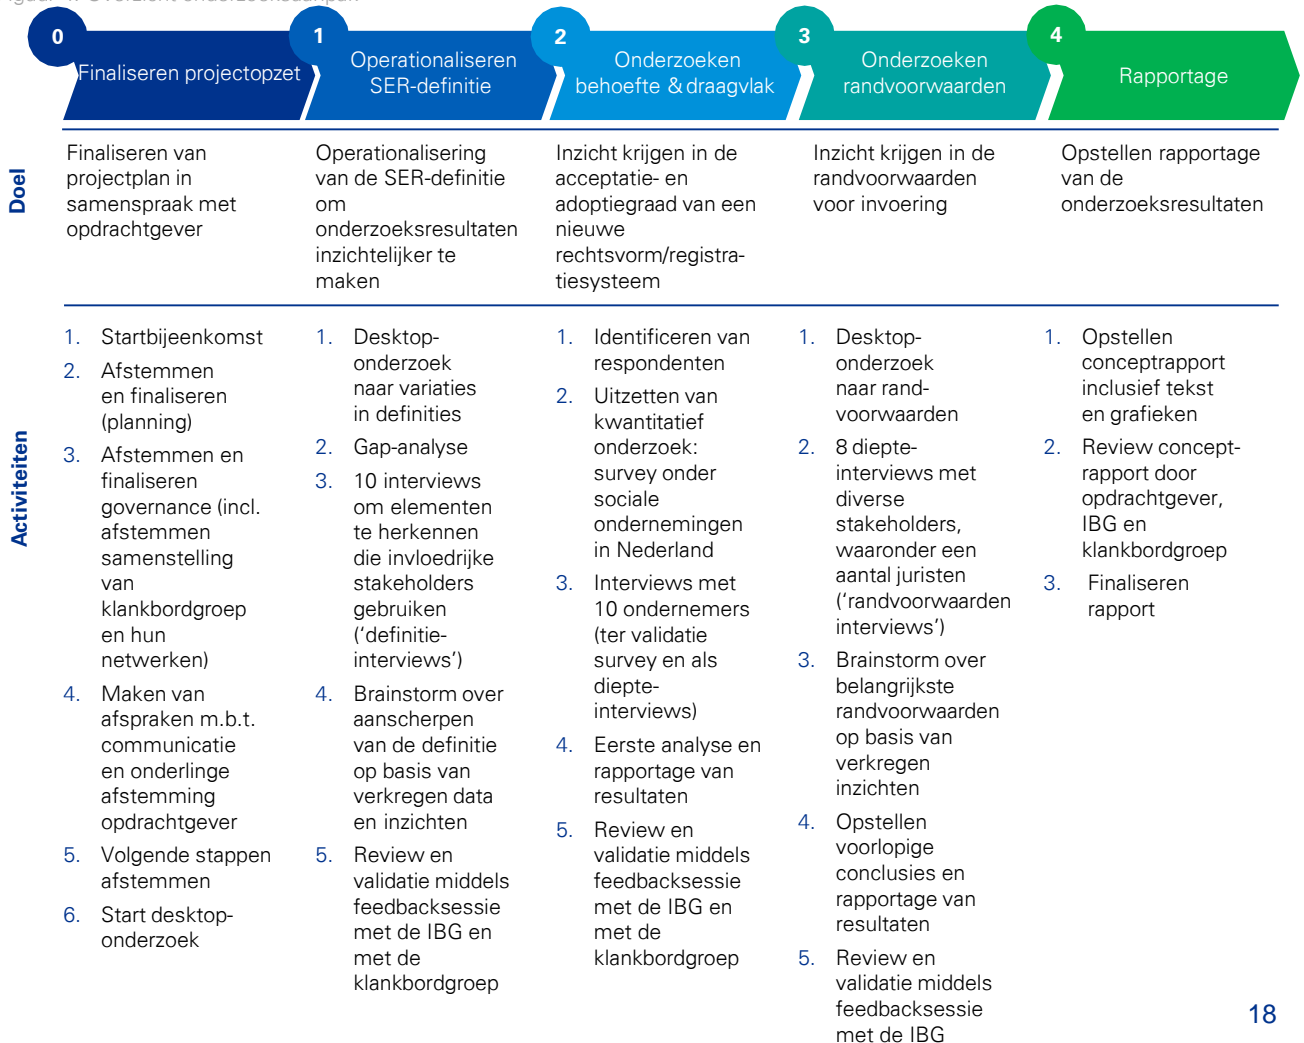 0
Finaliseren projectopzet
1
Operationaliseren
SER-definitie
2
Onderzoeken
behoefte & draagvlak
3
Onderzoeken
randvoorwaarden
4
Rapportage
Doel
Finaliseren van
projectplan in
samenspraak met
opdrachtgever
Operationalisering
van de SER-definitie
om
onderzoeksresultaten
inzichtelijker te
maken
Inzicht krijgen in de
acceptatie- en
adoptiegraad van een
nieuwe
rechtsvorm/registra-
tiesysteem
Inzicht krijgen in de
randvoorwaarden
voor invoering
Opstellen rapportage
van de
onderzoeksresultaten
Activiteiten
1. Startbijeenkomst
2. Afstemmen
en finaliseren
(planning)
3. Afstemmen en
finaliseren
governance (incl.
afstemmen
samenstelling
van
klankbordgroep
en hun
netwerken)
4. Maken van
afspraken m.b.t.
communicatie
en onderlinge
afstemming
opdrachtgever
5. Volgende stappen
afstemmen
6. Start desktop-
onderzoek
1. Desktop-
onderzoek
naar variaties
in definities
2. Gap-analyse
3. 10 interviews
om elementen
te herkennen
die invloedrijke
stakeholders
gebruiken
(‘definitie-
interviews’)
4. Brainstorm over
aanscherpen
van de definitie
op basis van
verkregen data
en inzichten
5. Review en
validatie middels
feedbacksessie
met de IBG en
met de
klankbordgroep
1. Identificeren van
respondenten
2. Uitzetten van
kwantitatief
onderzoek:
survey onder
sociale
ondernemingen
in Nederland
3. Interviews met
10 ondernemers
(ter validatie
survey en als
diepte-
interviews)
4. Eerste analyse en
rapportage van
resultaten
5. Review en
validatie middels
feedbacksessie
met de IBG en
met de
klankbordgroep
1. Desktop-
onderzoek
naar rand-
voorwaarden
2. 8 diepte-
interviews met
diverse
stakeholders,
waaronder een
aantal juristen
(‘randvoorwaarden
interviews’)
3. Brainstorm over
belangrijkste
randvoorwaarden
op basis van
verkregen
inzichten
4. Opstellen
voorlopige
conclusies en
rapportage van
resultaten
5. Review en
validatie middels
feedbacksessie
met de IBG
1. Opstellen
conceptrapport
inclusief tekst
en grafieken
2. Review concept-
rapport door
opdrachtgever,
IBG en
klankbordgroep
3. Finaliseren
rapport
18